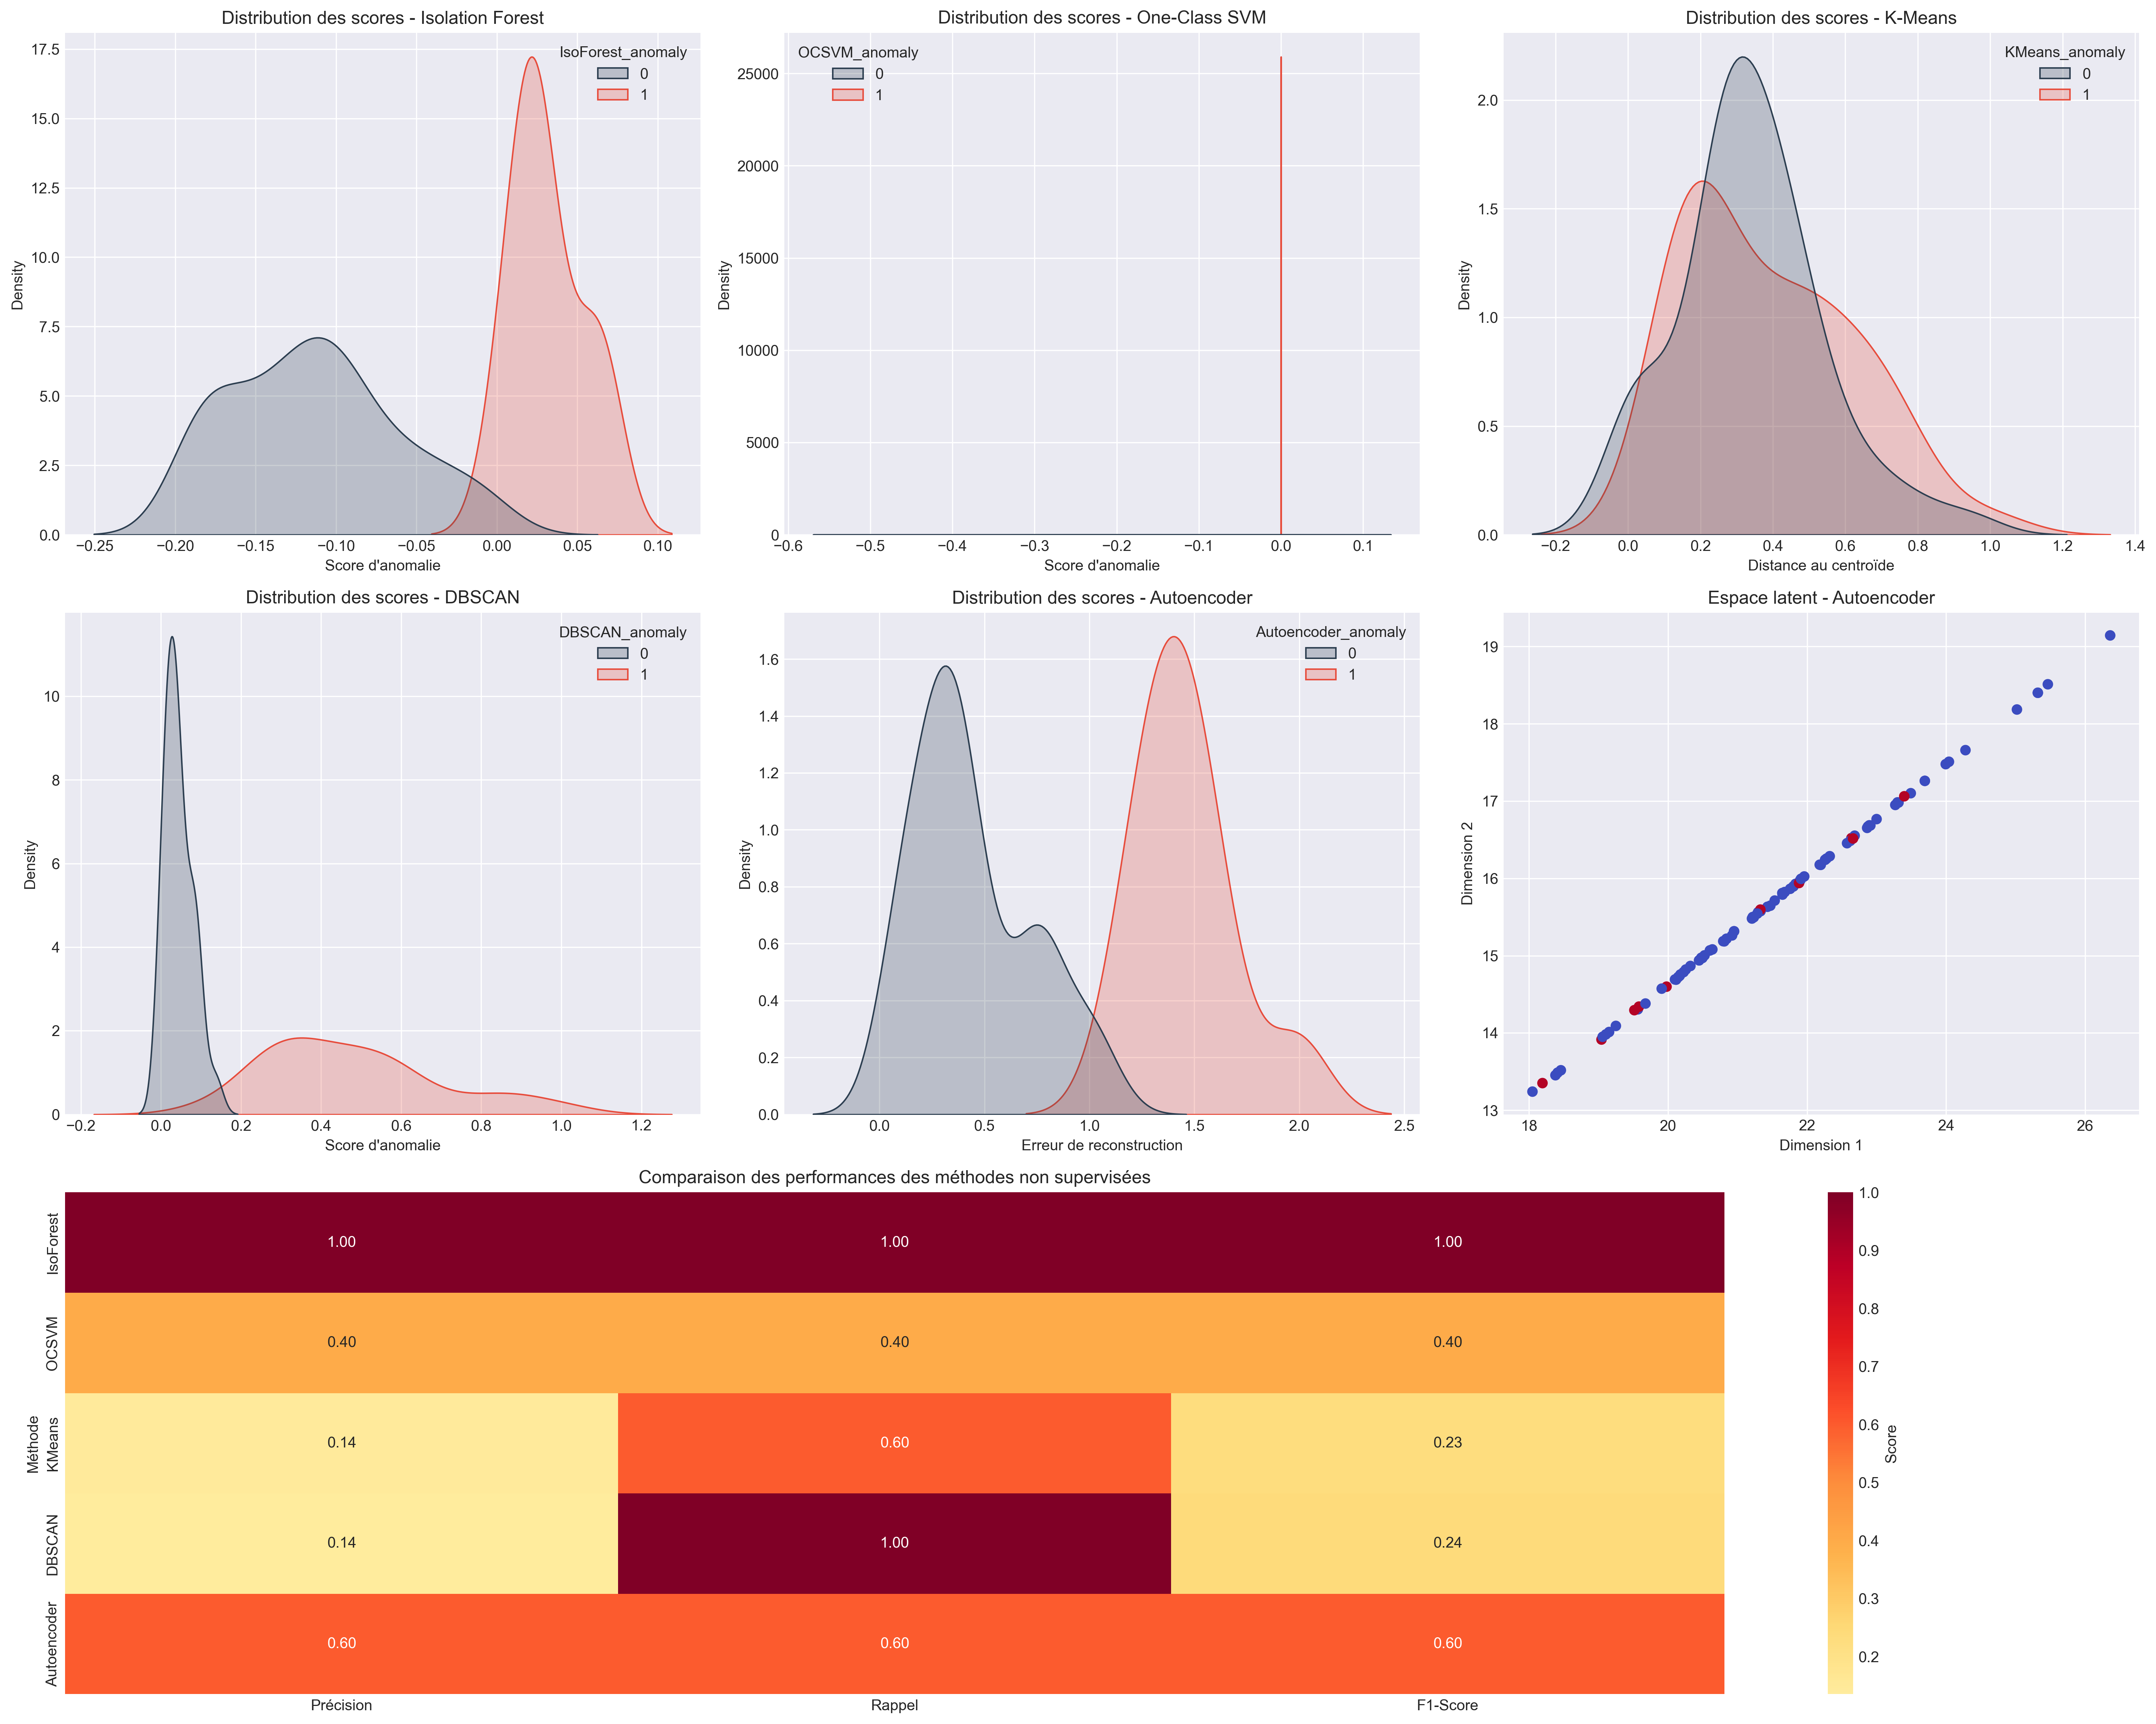 Distribution des scores - Isolation Forest
IsoForest_anomaly
0
1
17.5
15.0
12.5
10.0
7.5
5.0
2.5
0.0
Density
−0.25 −0.20 −0.15 −0.10 −0.05 0.00 0.05 0.10
Score d'anomalie
Distribution des scores - One-Class SVM
OCSVM_anomaly
0
1
25000
20000
15000
10000
5000
0
Density
−0.6 −0.5 −0.4 −0.3 −0.2 −0.1 0.0 0.1
Score d'anomalie
Distribution des scores - K-Means
KMeans_anomaly
0
1
2.0
1.5
1.0
0.5
0.0
Density
−0.2 0.0 0.2 0.4 0.6 0.8 1.0 1.2 1.4
Distance au centroïde
Distribution des scores - DBSCAN
DBSCAN_anomaly
0
1
10
8
6
4
2
0
Density
−0.2 0.0 0.2 0.4 0.6 0.8 1.0 1.2
Score d'anomalie
Distribution des scores - Autoencoder
Autoencoder_anomaly
0
1
1.6
1.4
1.2
1.0
0.8
0.6
0.4
0.2
0.0
Density
0.0 0.5 1.0 1.5 2.0 2.5
Erreur de reconstruction
Espace latent - Autoencoder
19
18
17
16
15
14
13
Dimension 2
18 20 22 24 26
Dimension 1
Comparaison des performances des méthodes non supervisées
Méthode
IsoForest 1.00 1.00 1.00
OCSVM 0.40 0.40 0.40
KMeans 0.14 0.60 0.23
DBSCAN 0.14 1.00 0.24
Autoencoder 0.60 0.60 0.60
Précision Rappel F1-Score
1.0
0.9
0.8
0.7
0.6
0.5
0.4
0.3
0.2
Score